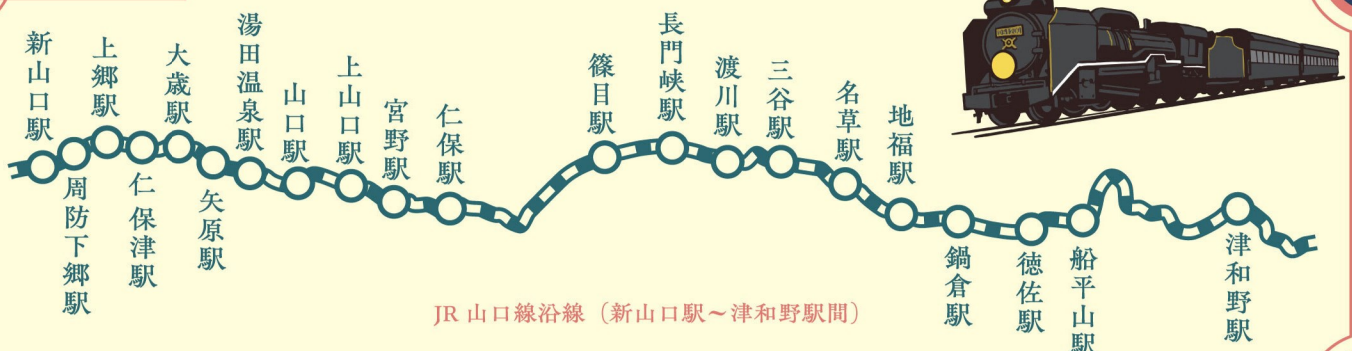 新山口駅
周防下郷駅
上郷駅
仁保津駅
大歳駅
矢原駅
湯田温泉駅
山口駅
上山口駅
宮野駅
仁保駅
篠目駅
長門峡駅
渡川駅
三谷駅
名草駅
地福駅
鍋倉駅
徳佐駅
船平山駅
津和野駅
JR 山口線沿線（新山口駅～津和野駅間）